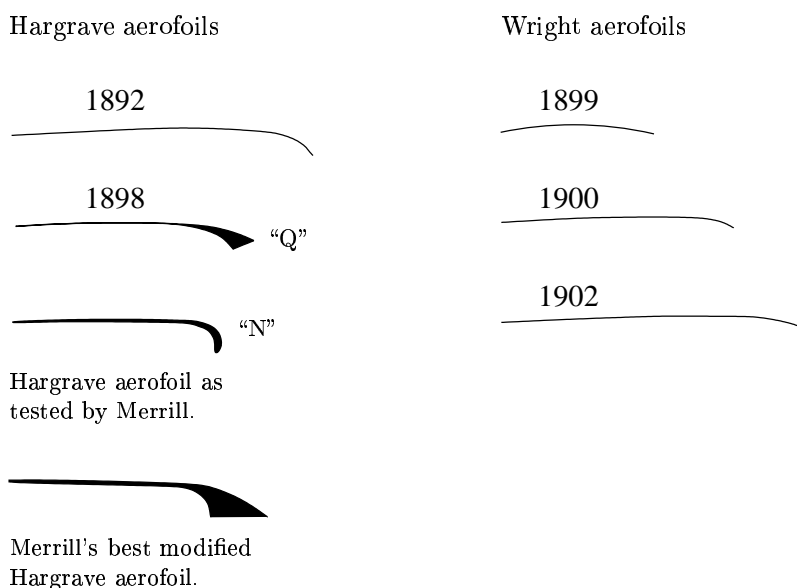 Hargrave aerofoils
1892
1898
“Q”
“N”
Hargrave aerofoil as
tested by Merrill.
Merrill's best modified
Hargrave aerofoil.
Wright aerofoils
1899
1900
1902